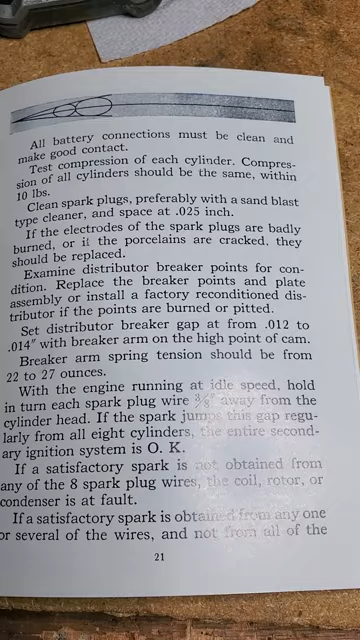 All battery connections must be clean and
make good contact.
Test compression of each cylinder. Compres-
sion of all cylinders should be the same, within
10 lbs.
Clean spark plugs, preferably with a sand blast
type cleaner, and space at .025 inch.
If the electrodes of the spark plugs are badly
burned, or if the porcelains are cracked, they
should be replaced.
Examine distributor breaker points for con-
dition. Replace the breaker points and plate
assembly or install a factory reconditioned dis-
tributor if the points are burned or pitted.
Set distributor breaker gap at from .012 to
.014" with breaker arm on the high point of cam.
Breaker arm spring tension should be from
22 to 27 ounces.
With the engine running at idle speed, hold
in turn each spark plug wire 3/8" away from the
cylinder head. If the spark jumps this gap regu-
larly from all eight cylinders, the entire second-
ary ignition system is O. K.
If a satisfactory spark is not obtained from
any of the 8 spark plug wires, the coil, rotor, or
condenser is at fault.
If a satisfactory spark is obtained from any one
or several of the wires, and not from all of the
21